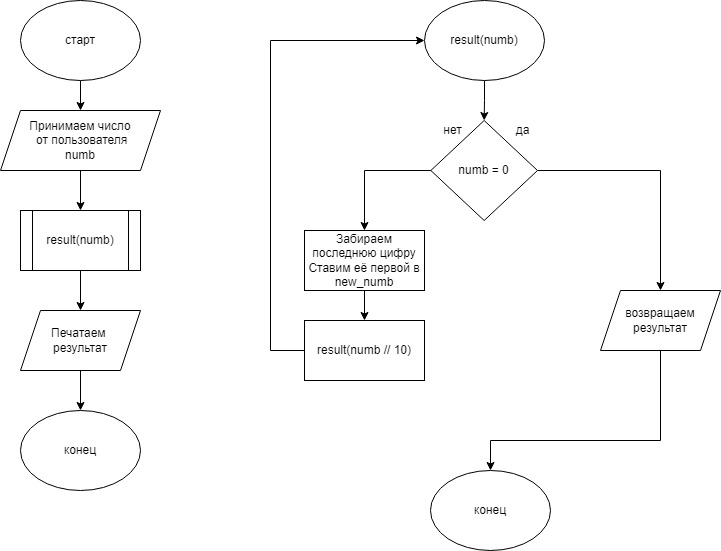 старт
Принимаем число
от пользователя
numb
result(numb)
Печатаем
результат
конец
result(numb)
нет
да
numb = 0
Забираем
последнюю цифру
Ставим её первой в
new_numb
result(numb // 10)
возвращаем
результат
конец